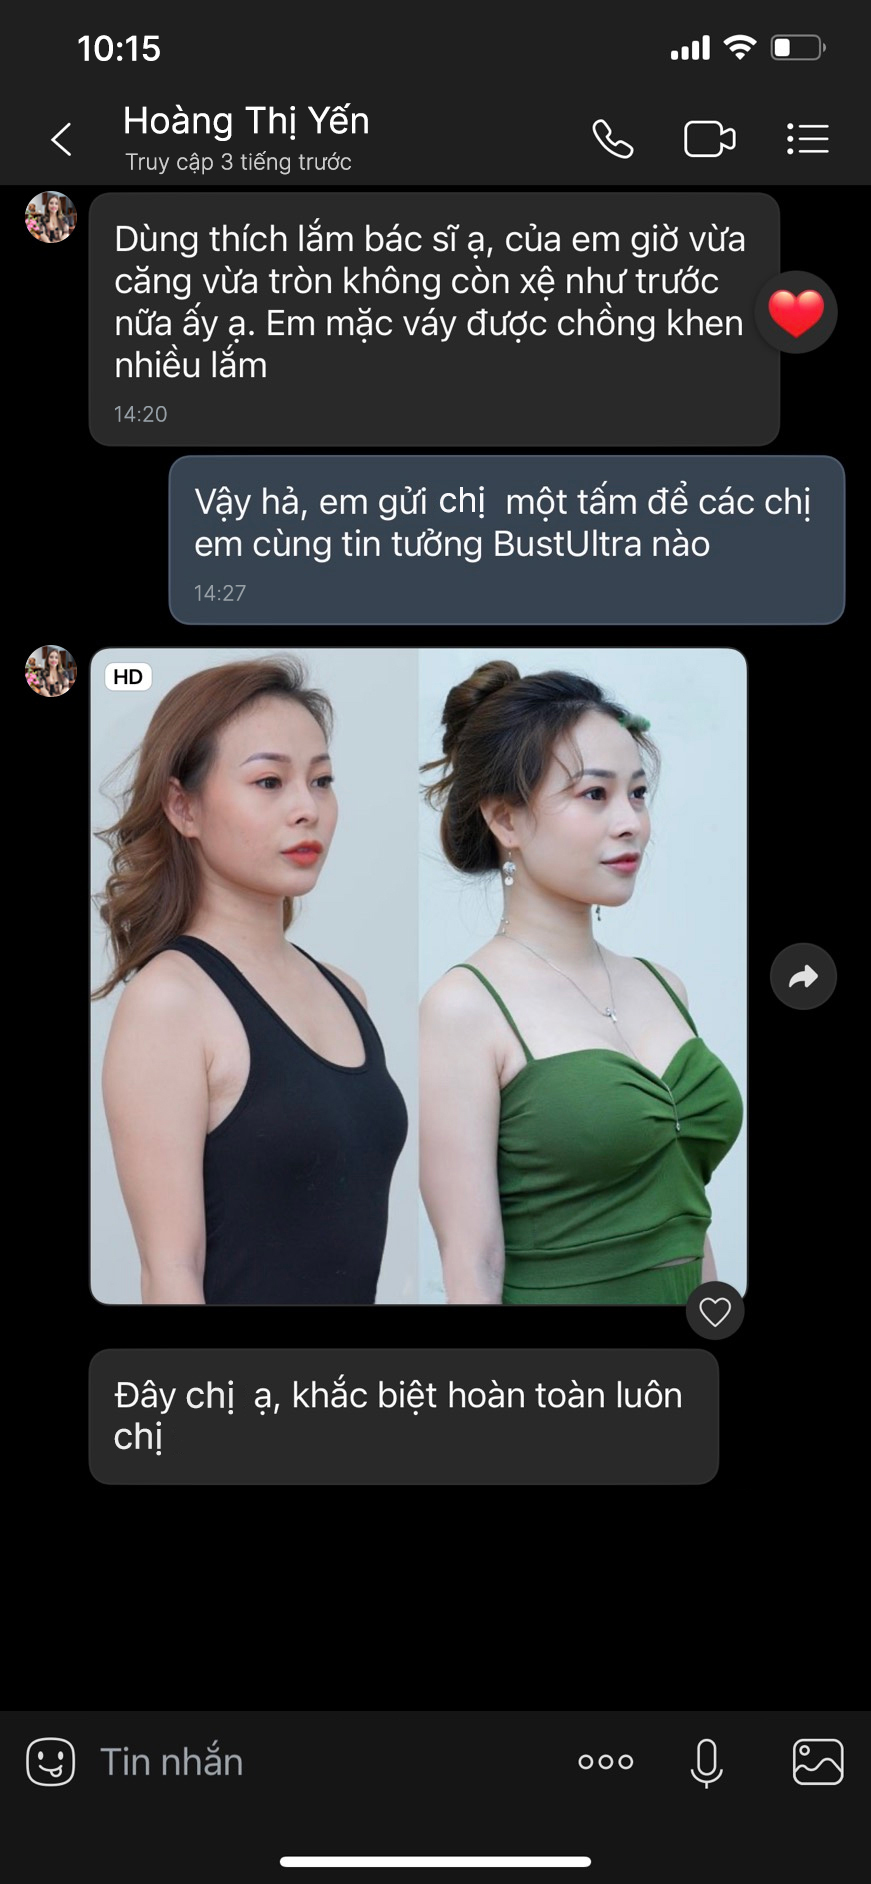 10:15
Hoàng Thị Yến
Truy cập 3 tiếng trước
Dùng thích lắm bác sĩ ạ, của em giờ vừa
căng vừa tròn không còn xệ như trước
nữa ấy ạ. Em mặc váy được chồng khen
nhiều lắm
14:20
Vậy hả, em gửi chị một tấm để các chị
em cùng tin tưởng BustUltra nào
14:27
HD
Đây chị ạ, khắc biệt hoàn toàn luôn
chị
Tin nhắn